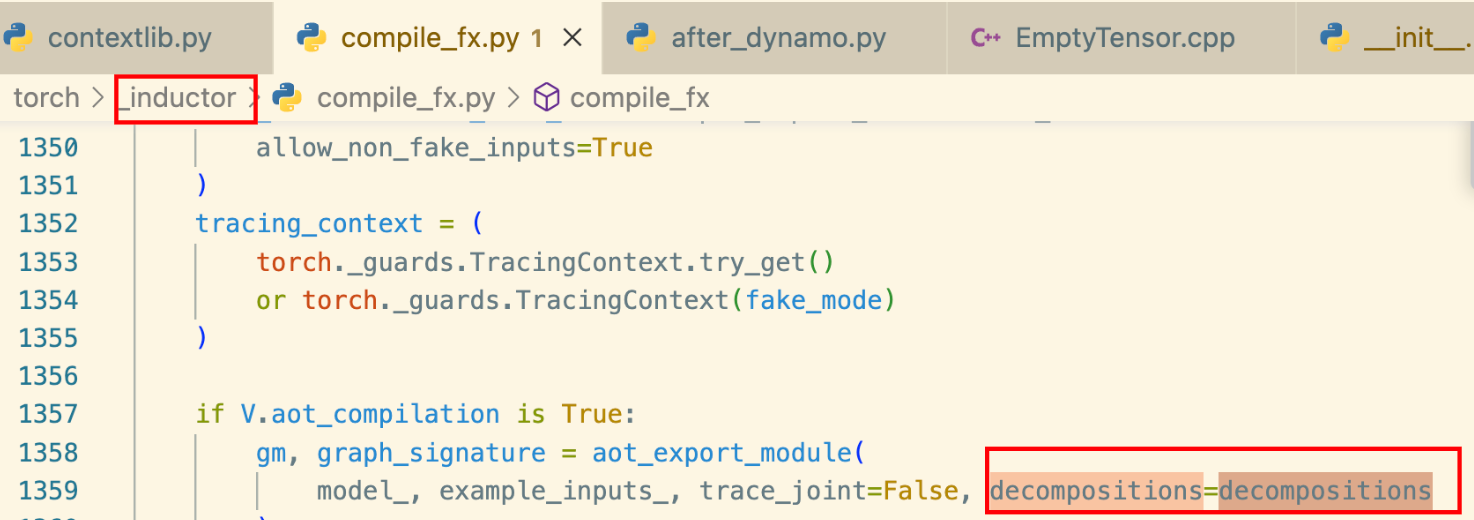 contextlib.py compile_fx.py 1 × after_dynamo.py C++ EmptyTensor.cpp __init__.
torch > _inductor > compile_fx.py > compile_fx
1350 allow_non_fake_inputs=True
1351 )
1352 tracing_context = (
1353 torch._guards.TracingContext.try_get()
1354 or torch._guards.TracingContext(fake_mode)
1355 )
1356
1357 if V.aot_compilation is True:
1358 gm, graph_signature = aot_export_module(
1359 model_, example_inputs_, trace_joint=False, decompositions=decompositions